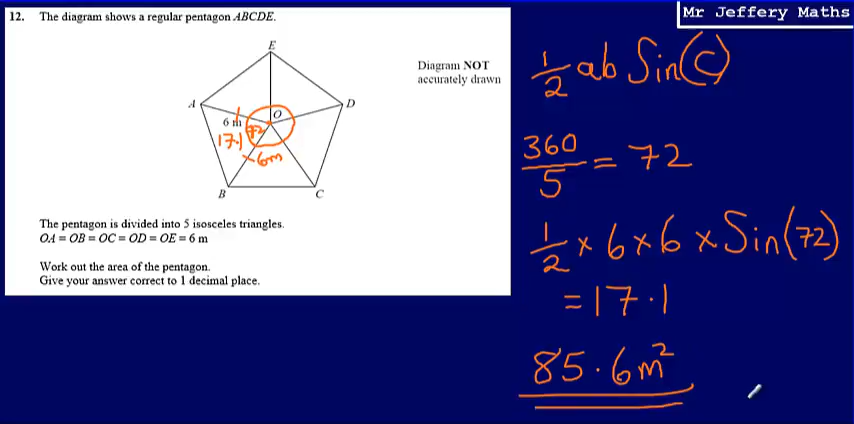 Mr Jeffery Maths
12. The diagram shows a regular pentagon ABCDE.
E
Diagram NOT
accurately drawn
A
D
O
6 m
72
17.1
6m
B
C
The pentagon is divided into 5 isosceles triangles.
OA = OB = OC = OD = OE = 6 m
Work out the area of the pentagon.
Give your answer correct to 1 decimal place.
1/2 ab Sin(C)
360/5 = 72
1/2 × 6 × 6 × Sin(72)
= 17.1
85.6m²